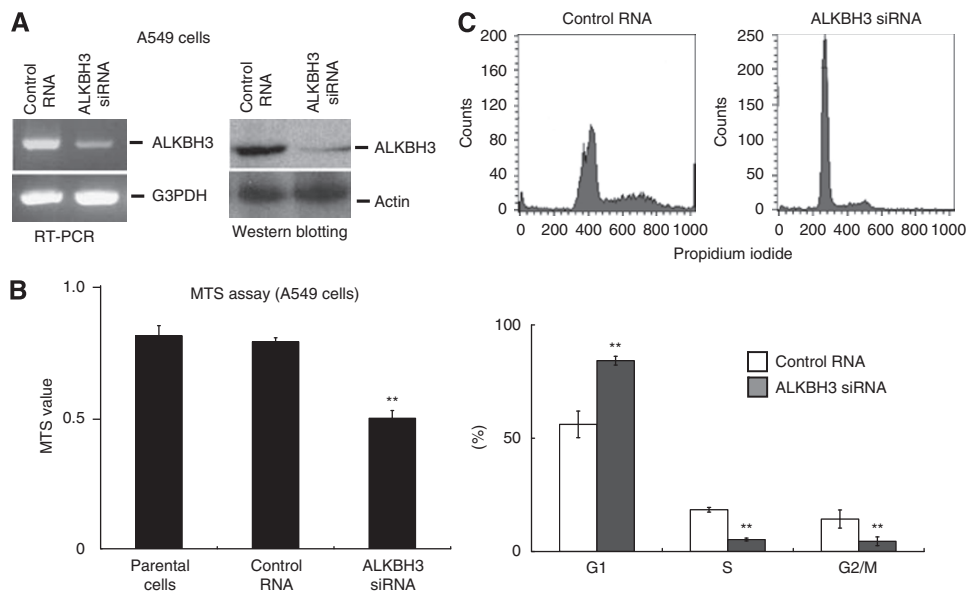 A
A549 cells
Control
RNA
ALKBH3
siRNA
ALKBH3
G3PDH
RT-PCR
Control
RNA
ALKBH3
siRNA
ALKBH3
Actin
Western blotting
B
MTS assay (A549 cells)
MTS value
1.0
0.5
0
**
Parental
cells
Control
RNA
ALKBH3
siRNA
C
Control RNA
Counts
200
160
120
80
40
0
0 200 400 600 800 1000
ALKBH3 siRNA
Counts
250
200
150
100
50
0
0 200 400 600 800 1000
Propidium iodide
(%)
100
50
0
**
**
**
G1
S
G2/M
Control RNA
ALKBH3 siRNA